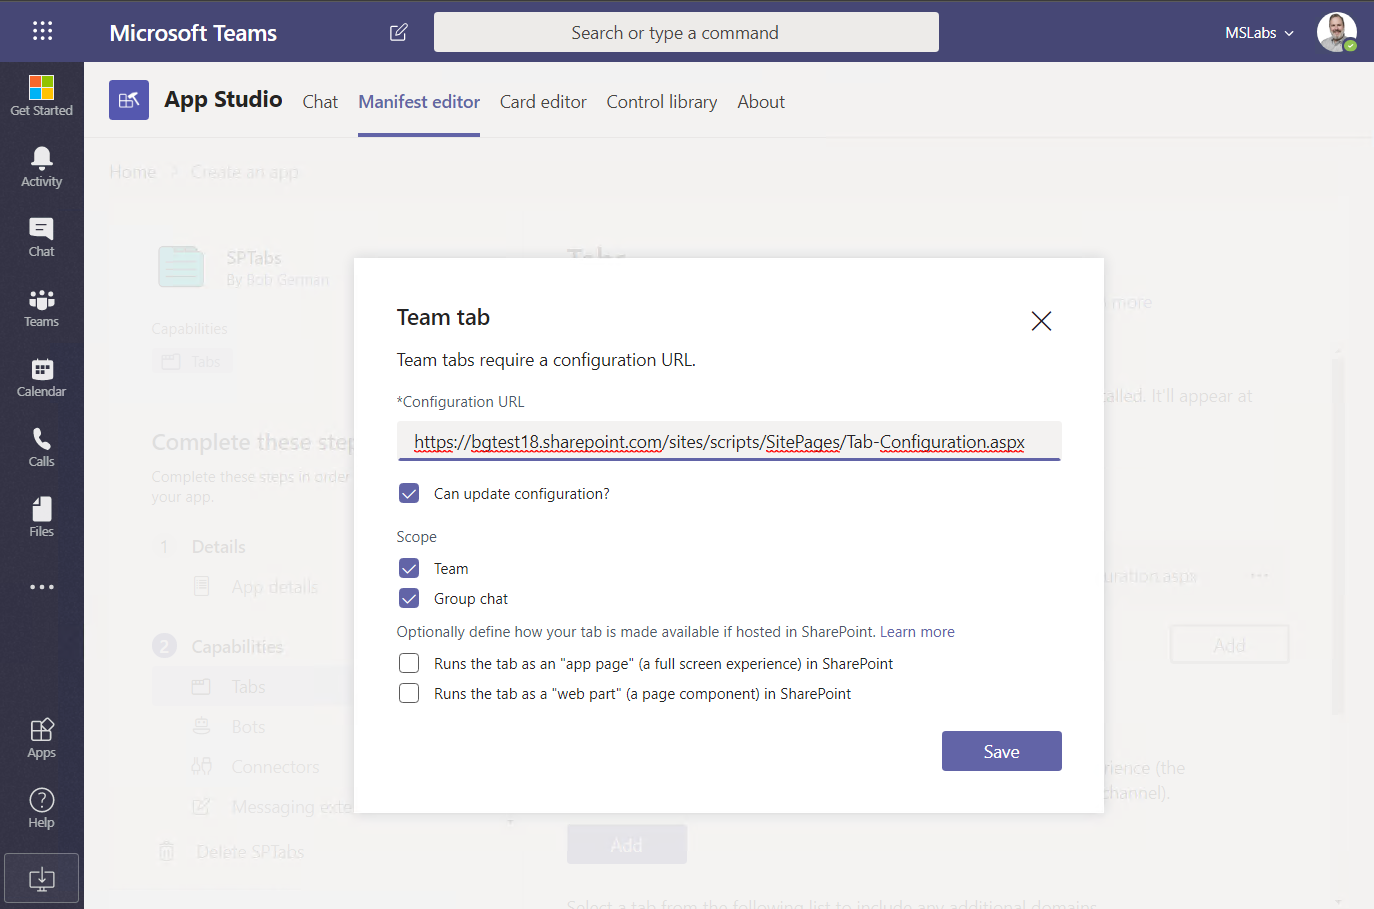 Microsoft Teams
Search or type a command
MSLabs
Get Started
Activity
Chat
Teams
Calendar
Calls
Files
Apps
Help
App Studio
Chat
Manifest editor
Card editor
Control library
About
Home > Create an app
SPTabs
By Bob German
Capabilities
Tabs
Complete these step
Complete these steps in order
your app.
1 Details
App details
2 Capabilities
Tabs
Bots
Connectors
Messaging exte
Delete SPTabs
Tabs
more
alled. It'll appear at
uration.aspx
Add
rience (the
channel).
Add
Select a tab from the following list to include any additional domains
Team tab
Team tabs require a configuration URL.
*Configuration URL
https://bgtest18.sharepoint.com/sites/scripts/SitePages/Tab-Configuration.aspx
Can update configuration?
Scope
Team
Group chat
Optionally define how your tab is made available if hosted in SharePoint. Learn more
Runs the tab as an "app page" (a full screen experience) in SharePoint
Runs the tab as a "web part" (a page component) in SharePoint
Save